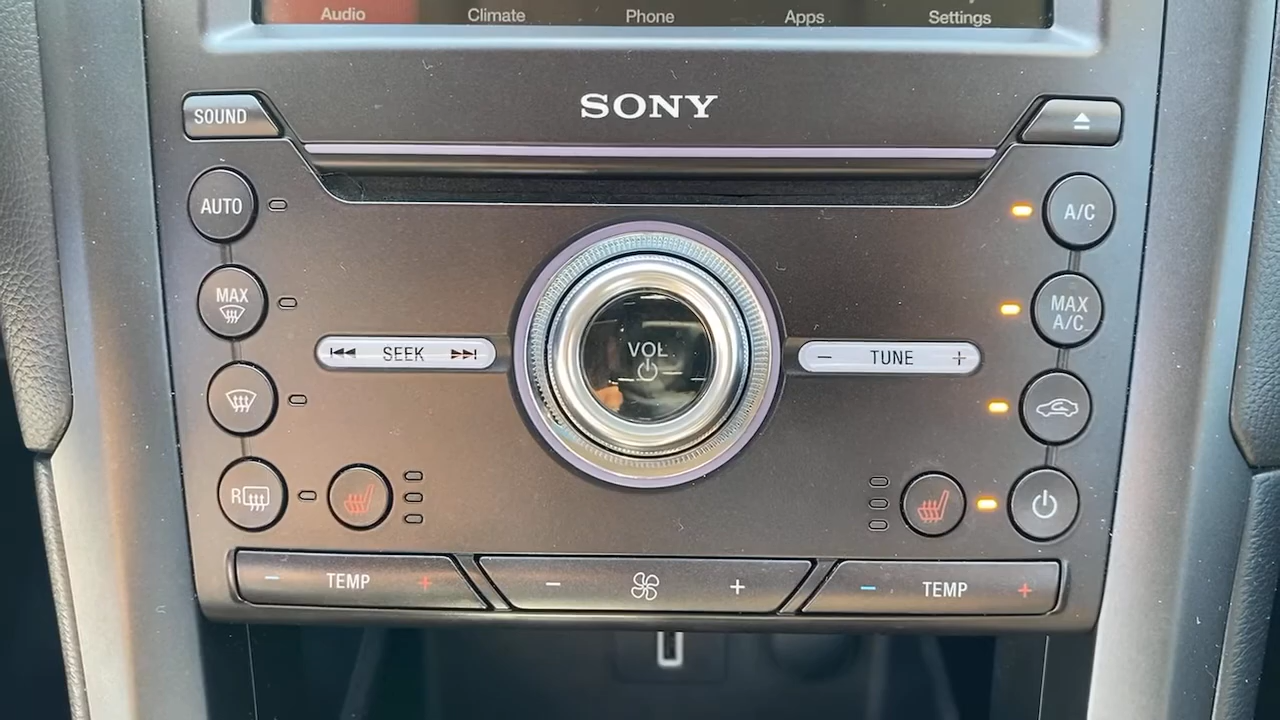 Audio Climate Phone Apps Settings
SONY
SOUND
AUTO
A/C
MAX
MAX
A/C
SEEK
VOL.
TUNE
R
- TEMP +
- +
- TEMP +